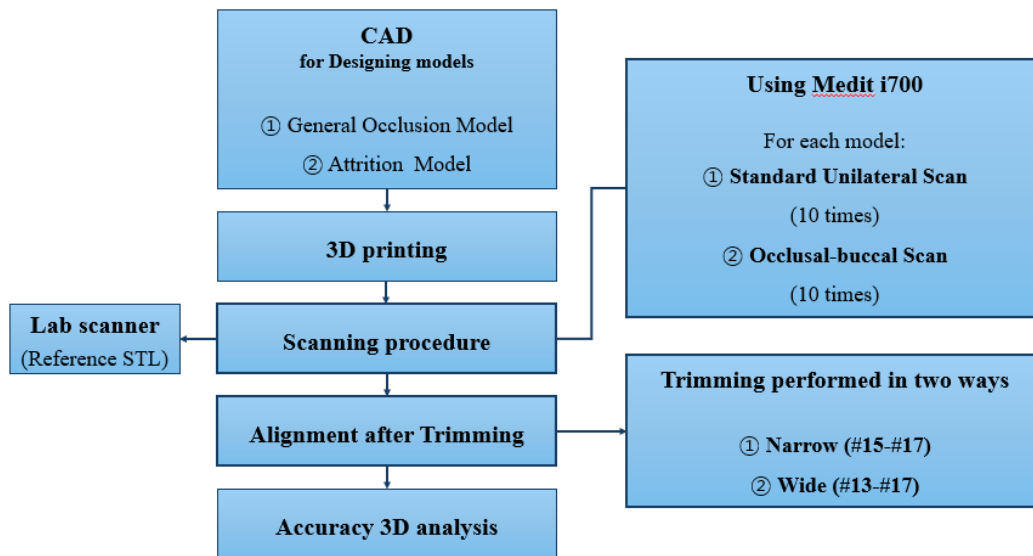 CAD
for Designing models
① General Occlusion Model
② Attrition Model
Using Medit i700
For each model:
① Standard Unilateral Scan
(10 times)
② Occlusal-buccal Scan
(10 times)
3D printing
Lab scanner
(Reference STL)
Scanning procedure
Alignment after Trimming
Trimming performed in two ways
① Narrow (#15-#17)
② Wide (#13-#17)
Accuracy 3D analysis